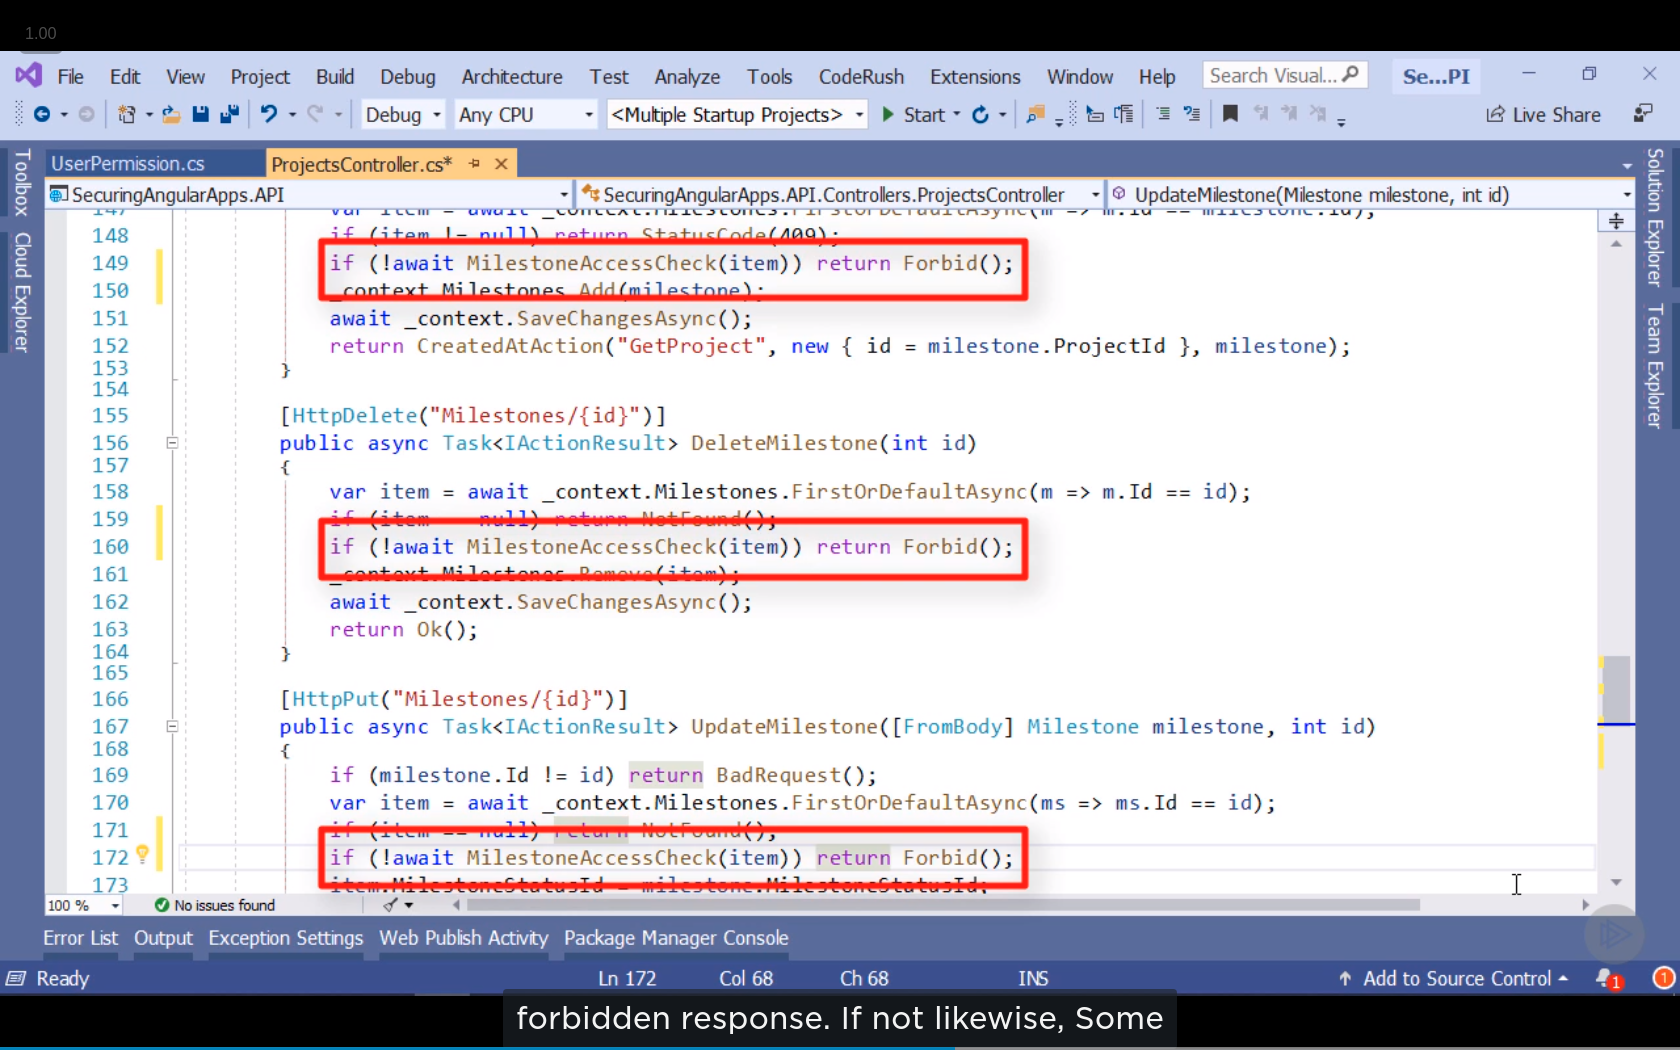 1.00
File Edit View Project Build Debug Architecture Test Analyze Tools CodeRush Extensions Window Help Search Visual... Se...PI
Debug Any CPU <Multiple Startup Projects> Start Live Share
Toolbox
Cloud Explorer
Solution Explorer
Team Explorer
UserPermission.cs ProjectsController.cs*
SecuringAngularApps.API SecuringAngularApps.API.Controllers.ProjectsController UpdateMilestone(Milestone milestone, int id)
147 var item = await _context.Milestones.FirstOrDefaultAsync(m => m.Id == milestone.Id);
148 if (item != null) return StatusCode(409);
149 if (!await MilestoneAccessCheck(item)) return Forbid();
150 _context.Milestones.Add(milestone);
151 await _context.SaveChangesAsync();
152 return CreatedAtAction("GetProject", new { id = milestone.ProjectId }, milestone);
153 }
154
155 [HttpDelete("Milestones/{id}")]
156 public async Task<IActionResult> DeleteMilestone(int id)
157 {
158 var item = await _context.Milestones.FirstOrDefaultAsync(m => m.Id == id);
159 if (item == null) return NotFound();
160 if (!await MilestoneAccessCheck(item)) return Forbid();
161 _context.Milestones.Remove(item);
162 await _context.SaveChangesAsync();
163 return Ok();
164 }
165
166 [HttpPut("Milestones/{id}")]
167 public async Task<IActionResult> UpdateMilestone([FromBody] Milestone milestone, int id)
168 {
169 if (milestone.Id != id) return BadRequest();
170 var item = await _context.Milestones.FirstOrDefaultAsync(ms => ms.Id == id);
171 if (item == null) return NotFound();
172 if (!await MilestoneAccessCheck(item)) return Forbid();
173 item.MilestoneStatusId = milestone.MilestoneStatusId;
100 % No issues found
Error List Output Exception Settings Web Publish Activity Package Manager Console
Ready Ln 172 Col 68 Ch 68 INS Add to Source Control 1 1
forbidden response. If not likewise, Some